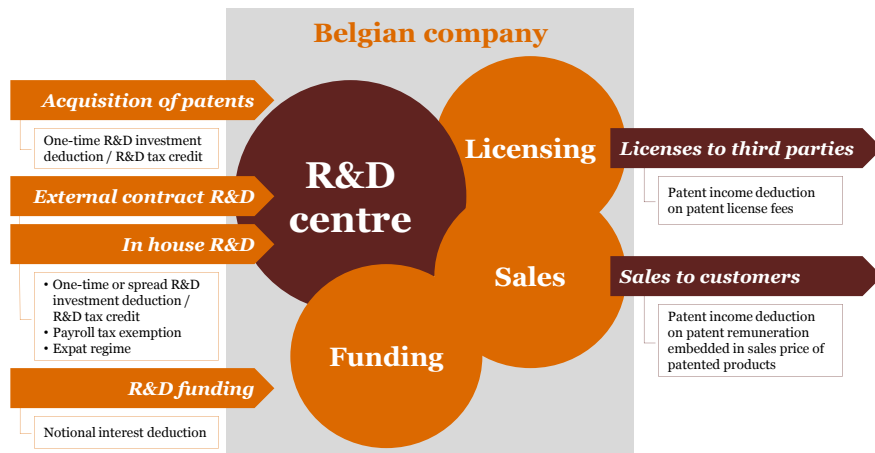 Belgian company
Acquisition of patents
One-time R&D investment
deduction / R&D tax credit
External contract R&D
In house R&D
• One-time or spread R&D
investment deduction /
R&D tax credit
• Payroll tax exemption
• Expat regime
R&D funding
Notional interest deduction
R&D
centre
Licensing
Sales
Funding
Licenses to third parties
Patent income deduction
on patent license fees
Sales to customers
Patent income deduction
on patent remuneration
embedded in sales price of
patented products